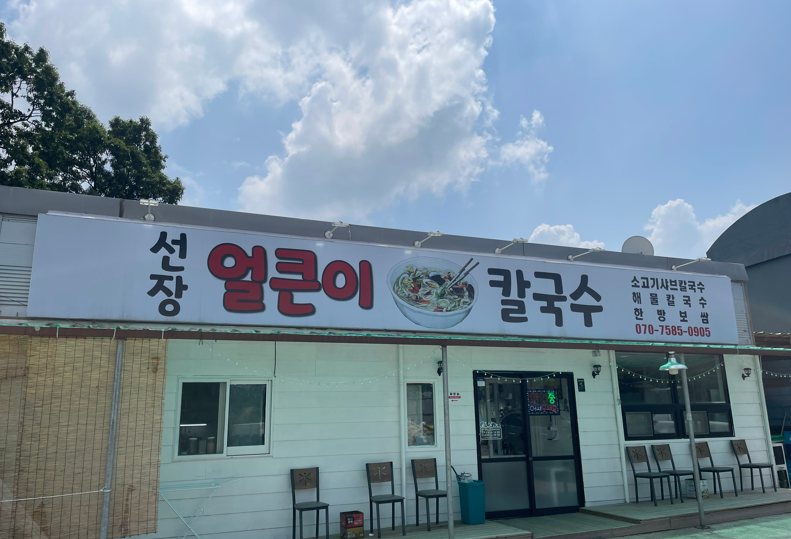 선장
얼큰이
칼국수
소고기샤브칼국수
해물칼국수
한방보쌈
070-7585-0905